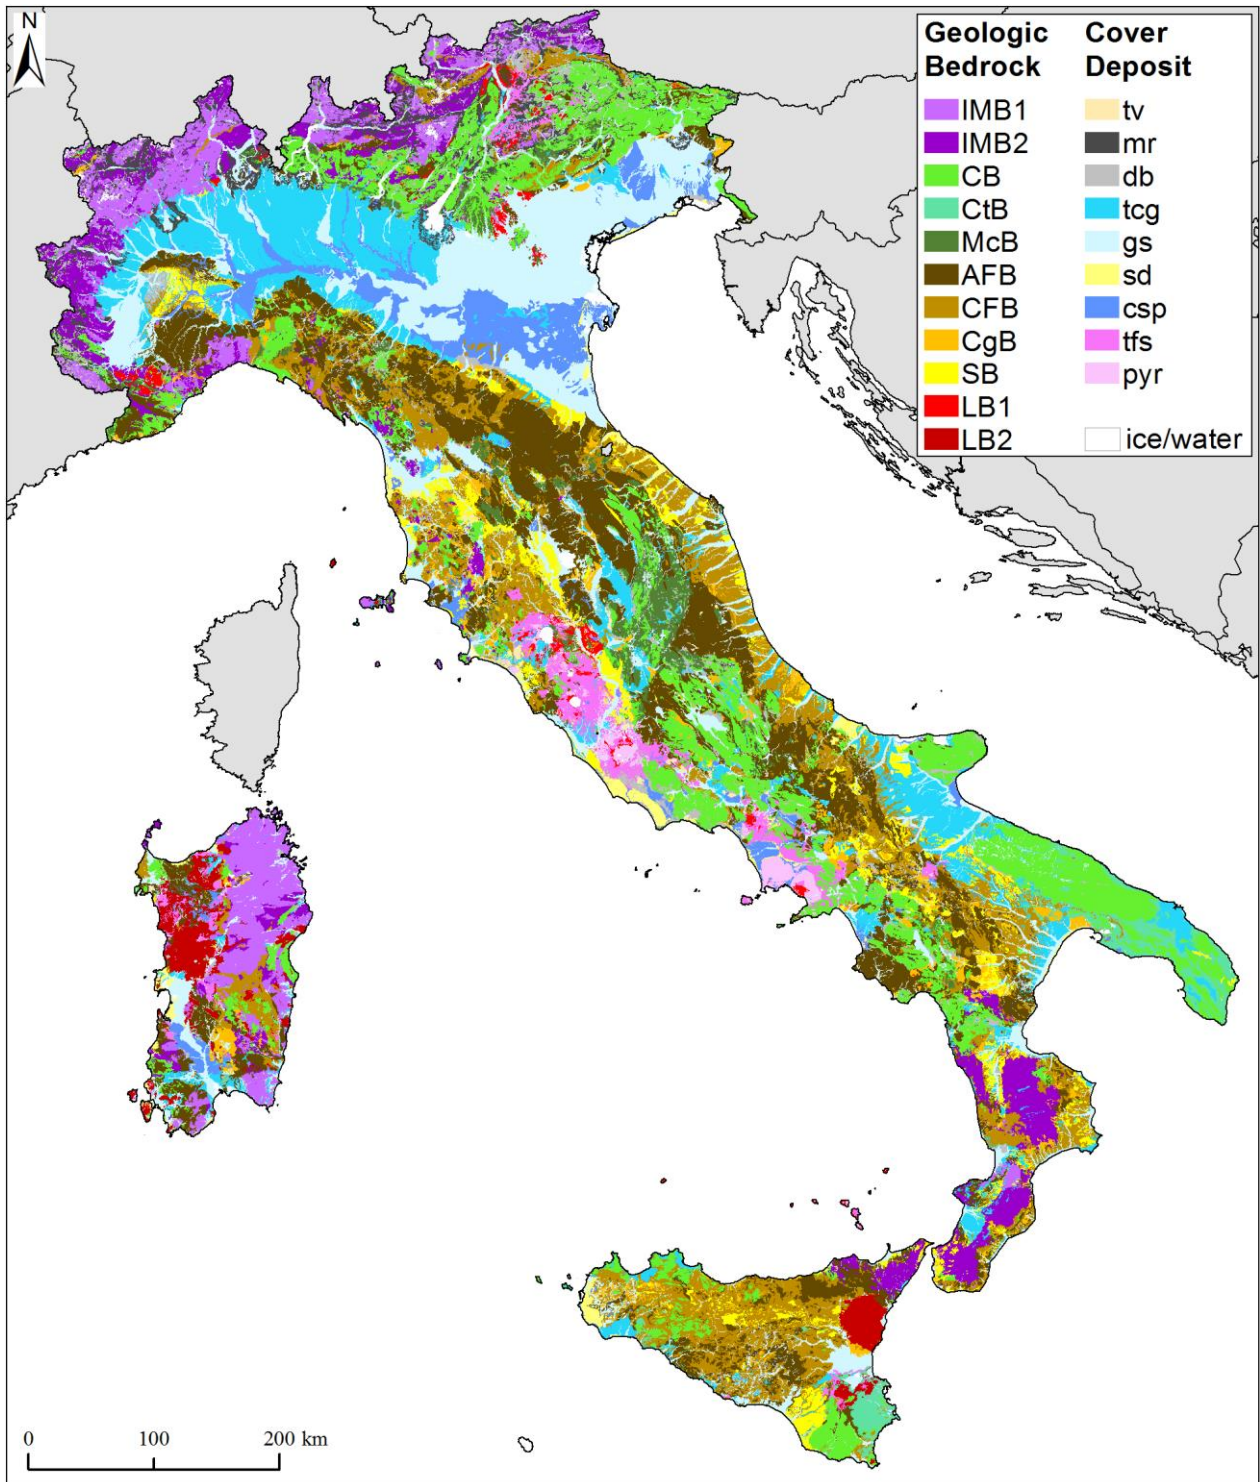 N
Geologic Bedrock
IMB1
IMB2
CB
CtB
McB
AFB
CFB
CgB
SB
LB1
LB2
Cover Deposit
tv
mr
db
tcg
gs
sd
csp
tfs
pyr
ice/water
0 100 200 km